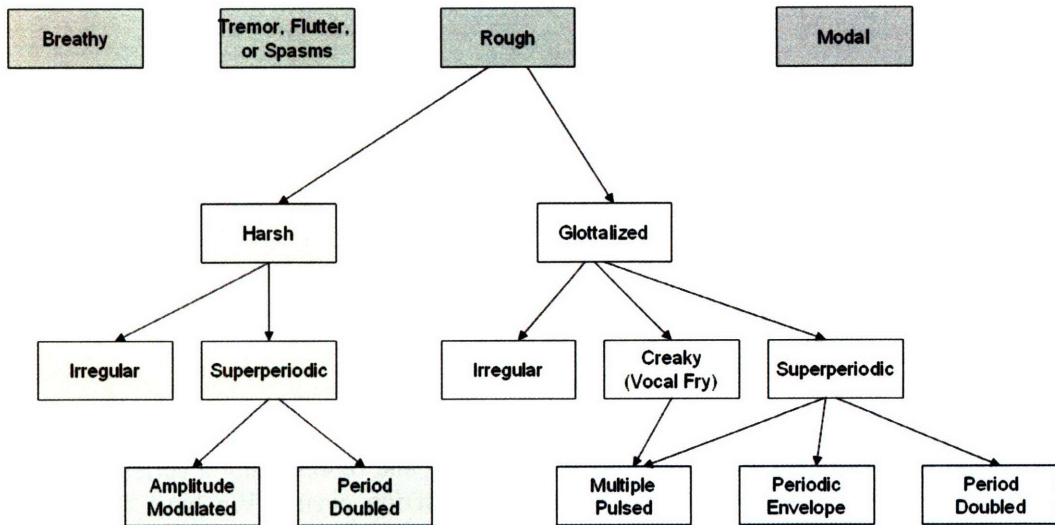 Breathy
Tremor, Flutter,
or Spasms
Rough
Modal
Harsh
Glottalized
Irregular
Superperiodic
Irregular
Creaky
(Vocal Fry)
Superperiodic
Amplitude
Modulated
Period
Doubled
Multiple
Pulsed
Periodic
Envelope
Period
Doubled